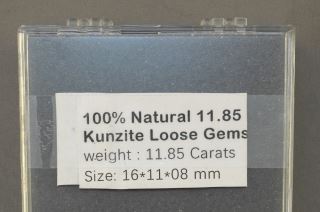 100% Natural 11.85
Kunzite Loose Gems
weight : 11.85 Carats
Size: 16*11*08 mm